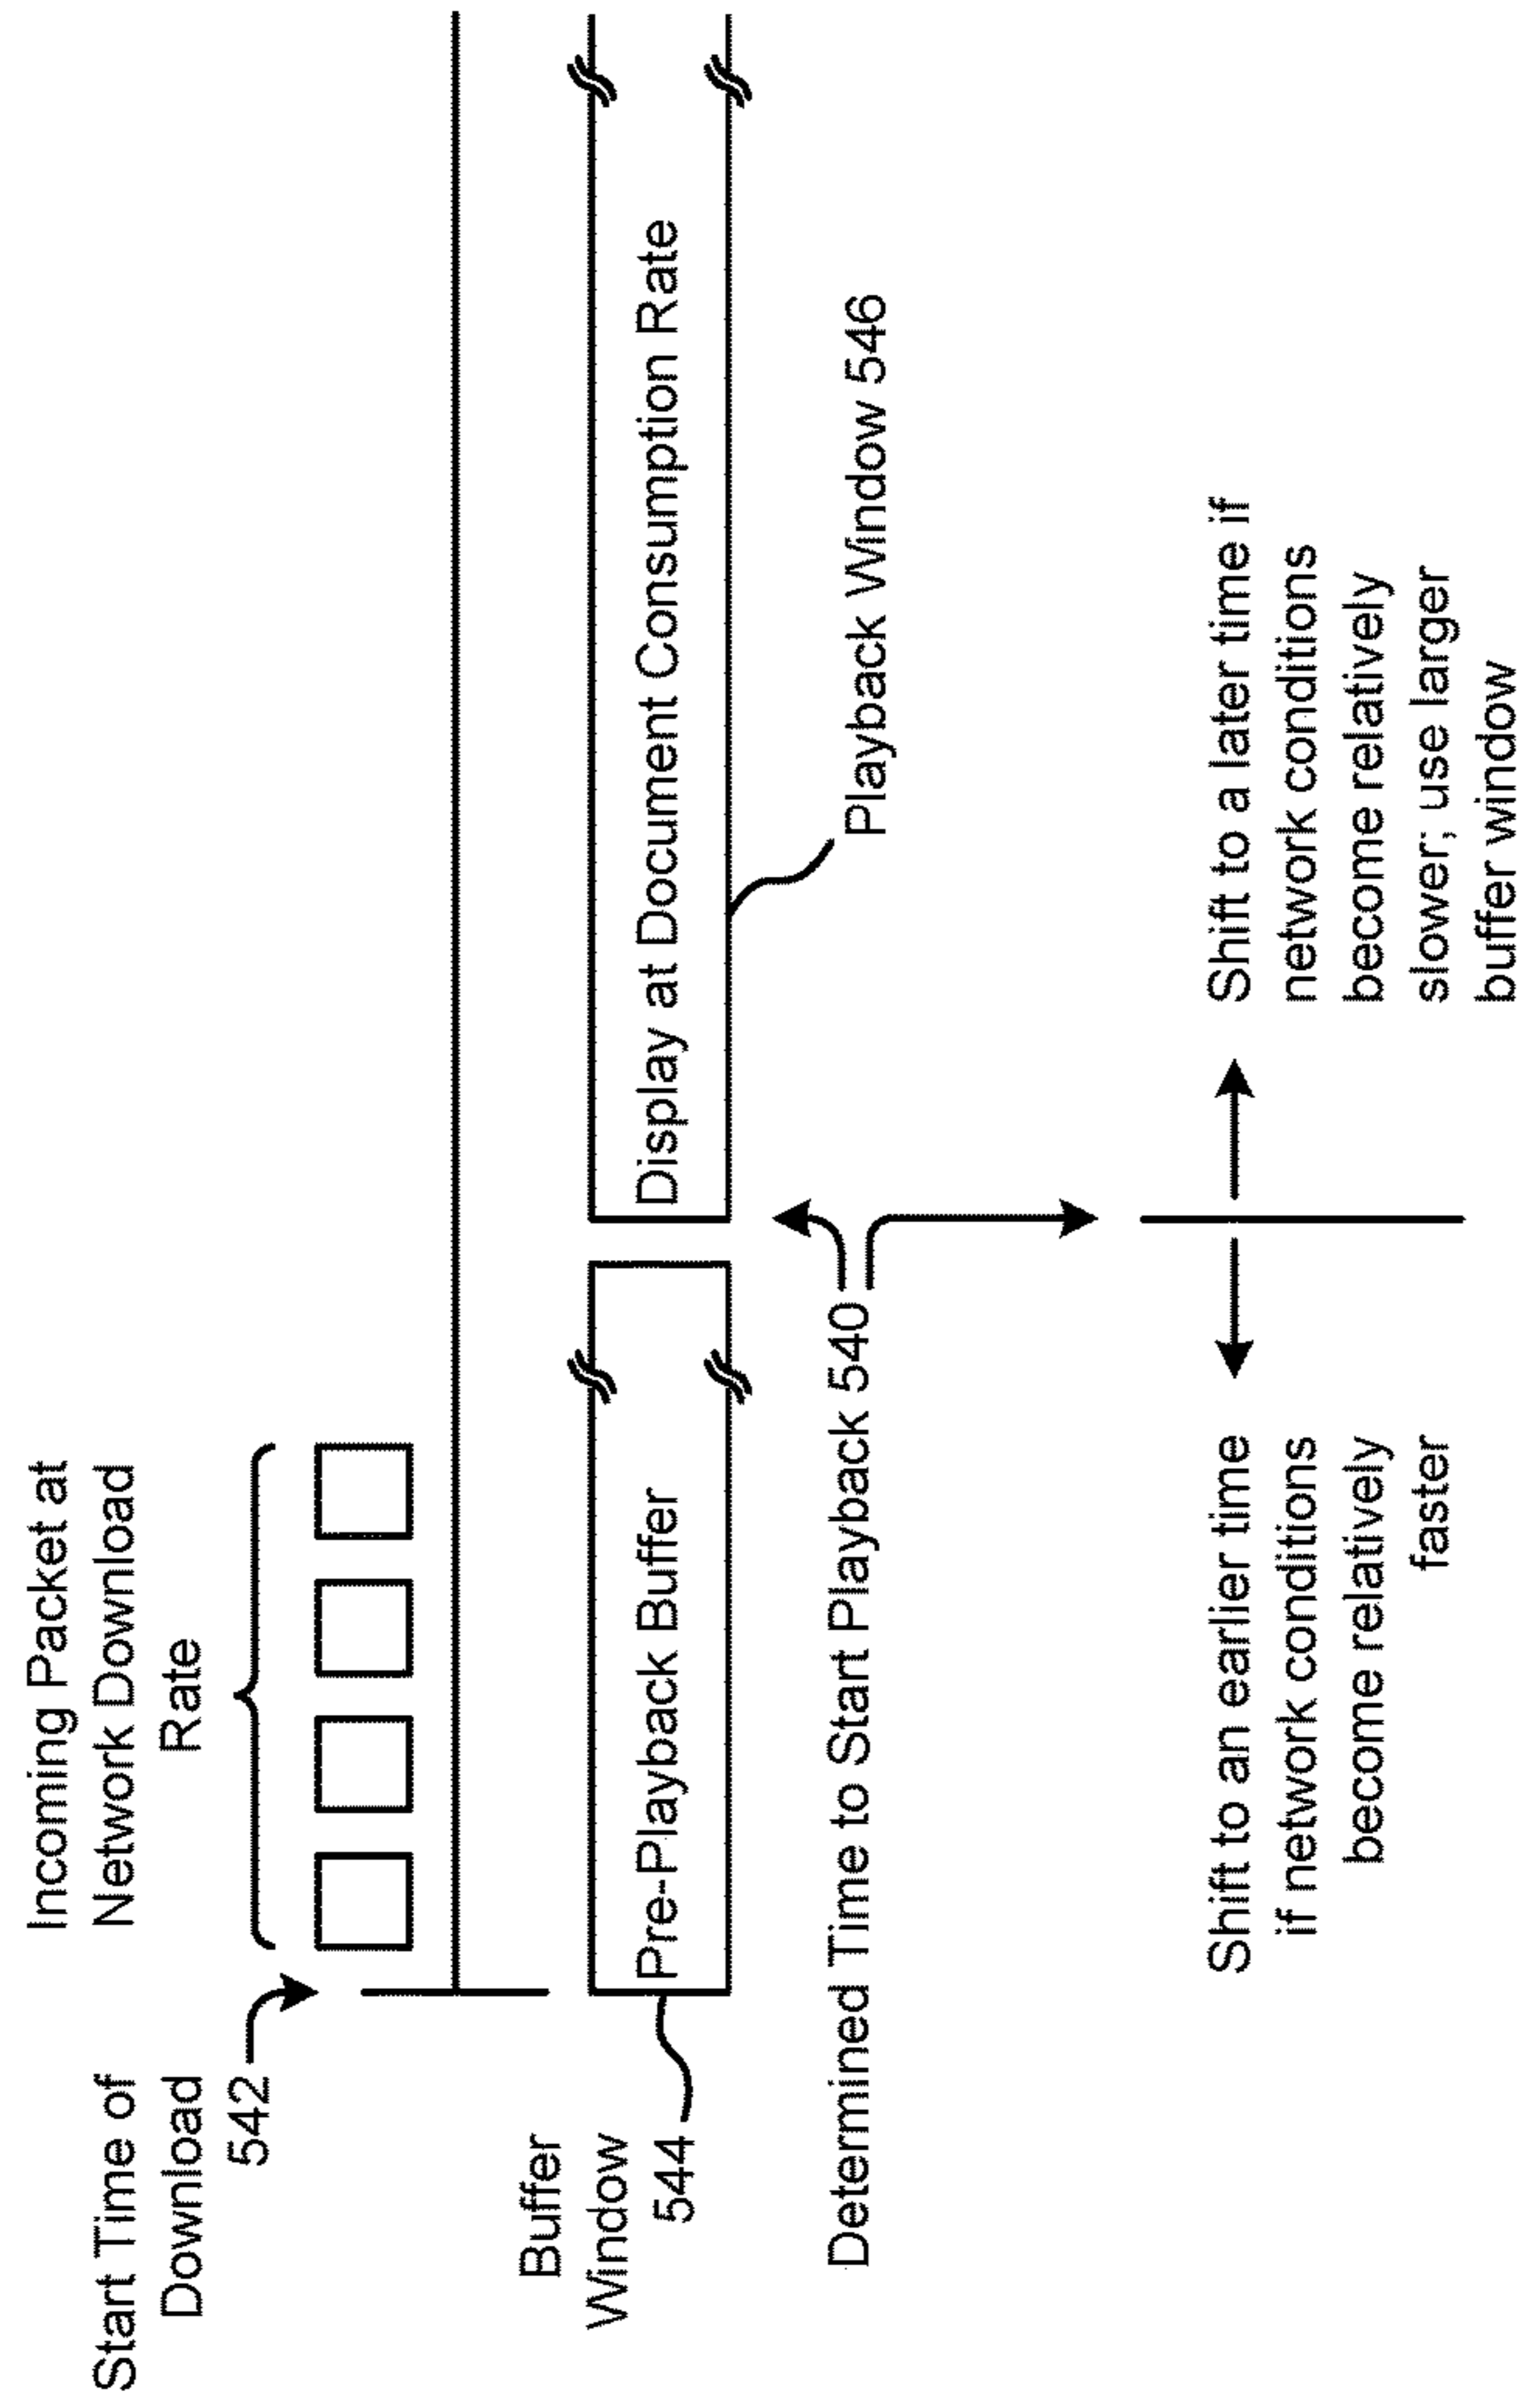 Start Time of
Download
542
Incoming Packet at
Network Download
Rate
Buffer
Window
544
Pre-Playback Buffer
Display at Document Consumption Rate
Determined Time to Start Playback 540
Playback Window 546
Shift to an earlier time
if network conditions
become relatively
faster
Shift to a later time if
network conditions
become relatively
slower; use larger
buffer window